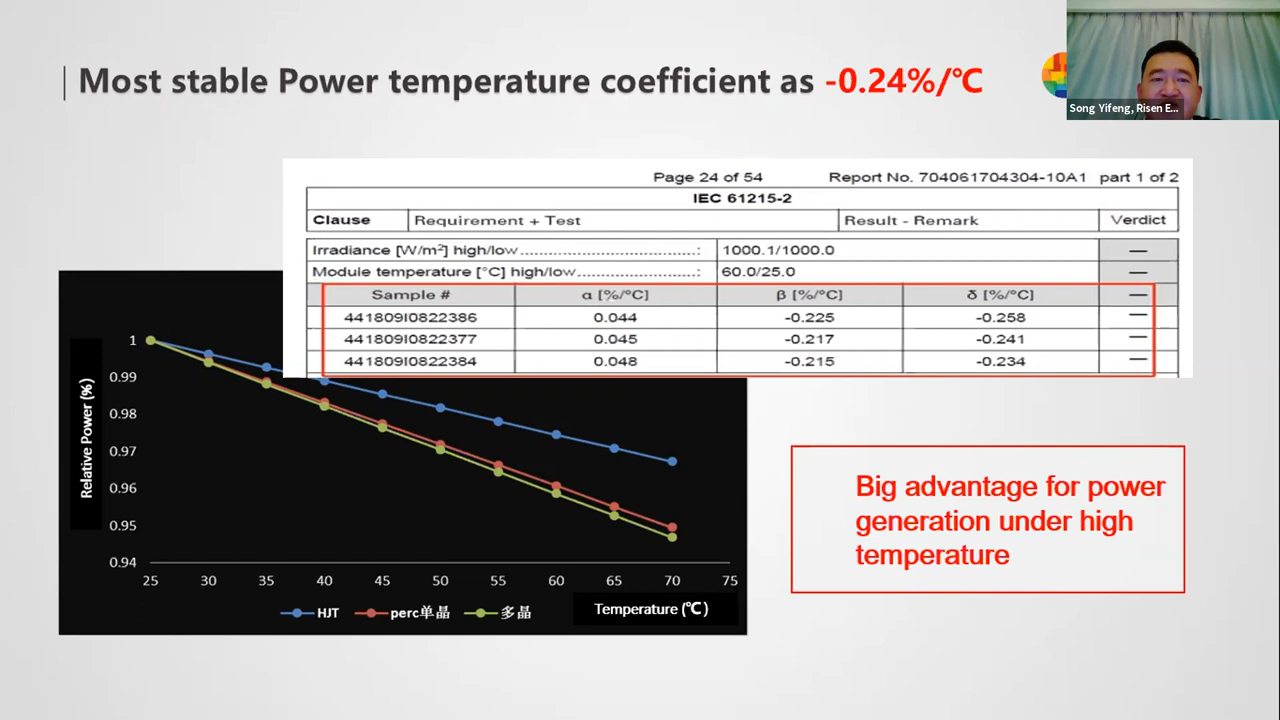 Most stable Power temperature coefficient as -0.24%/℃
Song Yifeng, Risen E...
Page 24 of 54 Report No. 704061704304-10A1 part 1 of 2
IEC 61215-2
Clause Requirement + Test Result - Remark Verdict
Irradiance [W/m²] high/low.............................................: 1000.1/1000.0 —
Module temperature [°C] high/low..............................: 60.0/25.0 —
Sample # α [%/°C] β [%/°C] δ [%/°C] —
441809I0822386 0.044 -0.225 -0.258 —
441809I0822377 0.045 -0.217 -0.241 —
441809I0822384 0.048 -0.215 -0.234 —
Relative Power (%)
1
0.99
0.98
0.97
0.96
0.95
0.94
25 30 35 40 45 50 55 60 65 70 75
HJT perc单晶 多晶
Temperature (℃)
Big advantage for power
generation under high
temperature